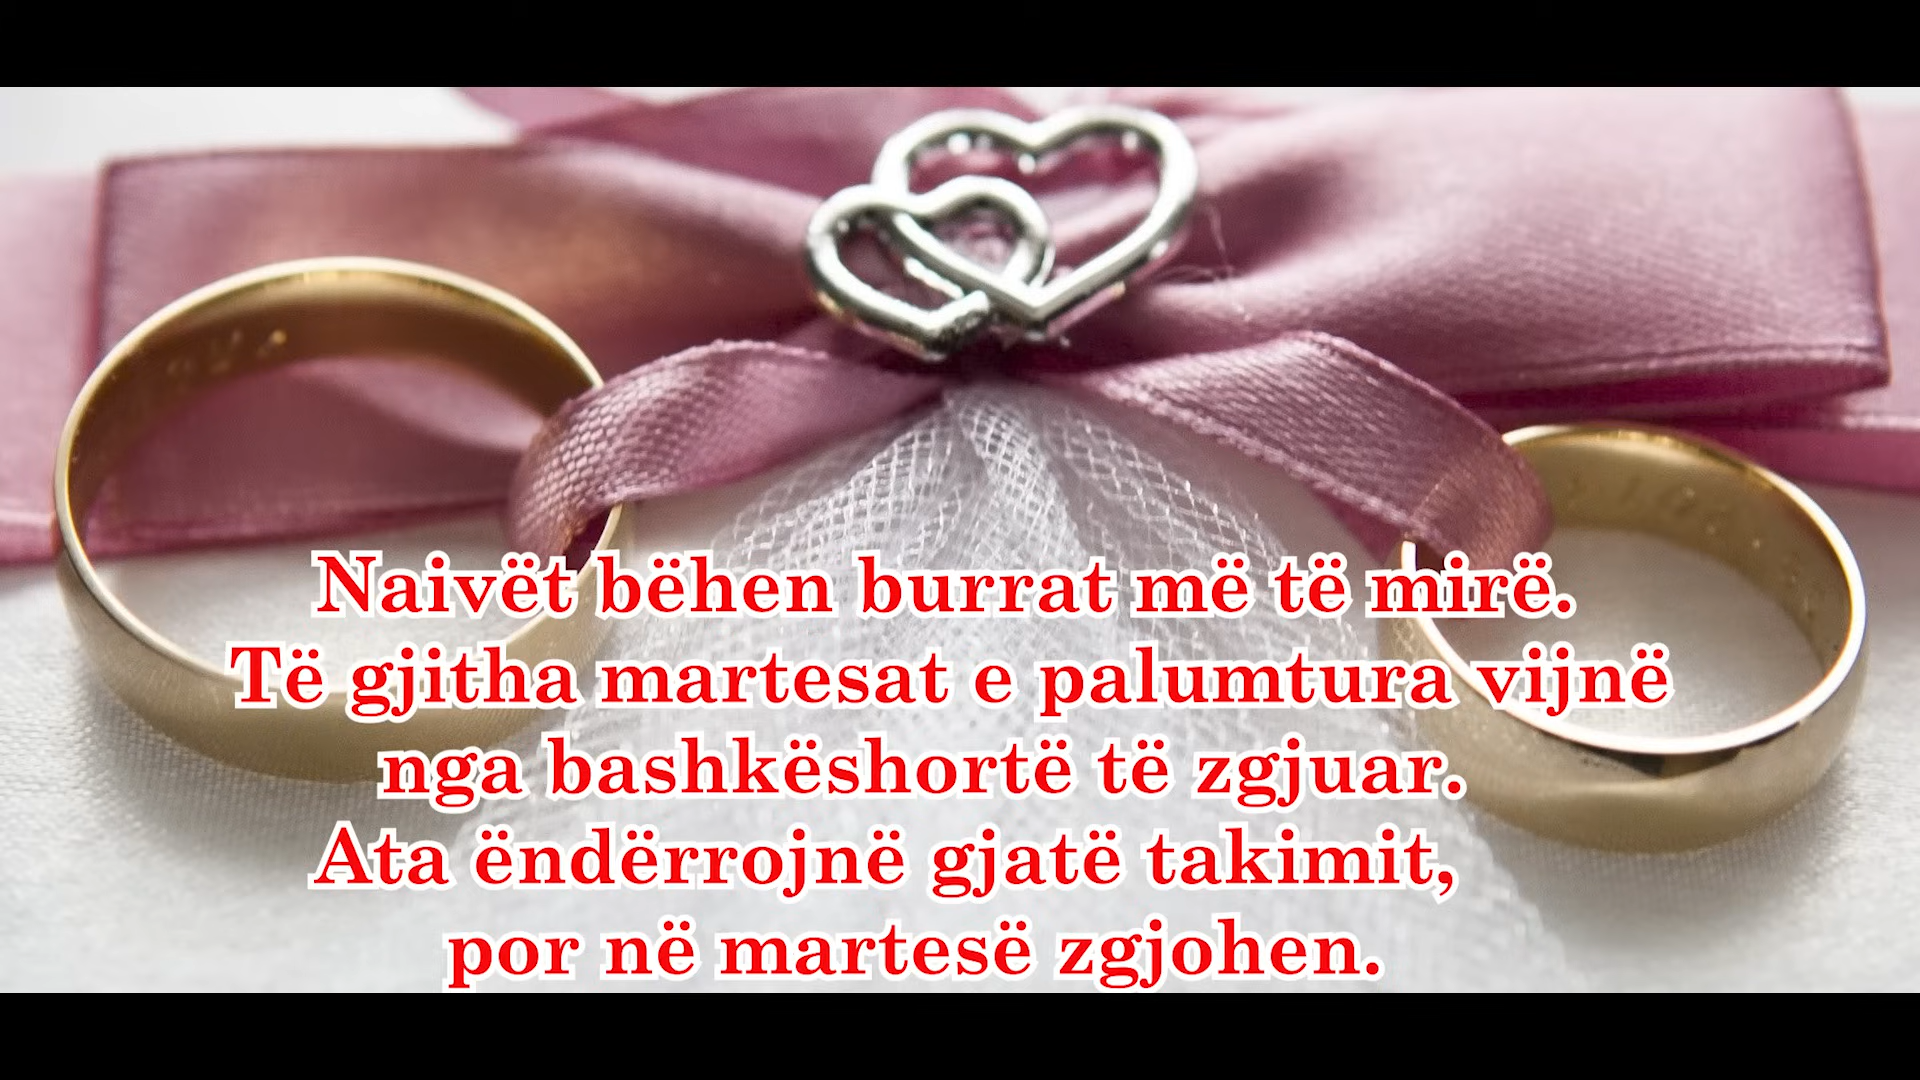 Naivët bëhen burrat më të mirë.
Të gjitha martesat e palumtura vijnë
nga bashkëshortë të zgjuar.
Ata ëndërrojnë gjatë takimit,
por në martesë zgjohen.